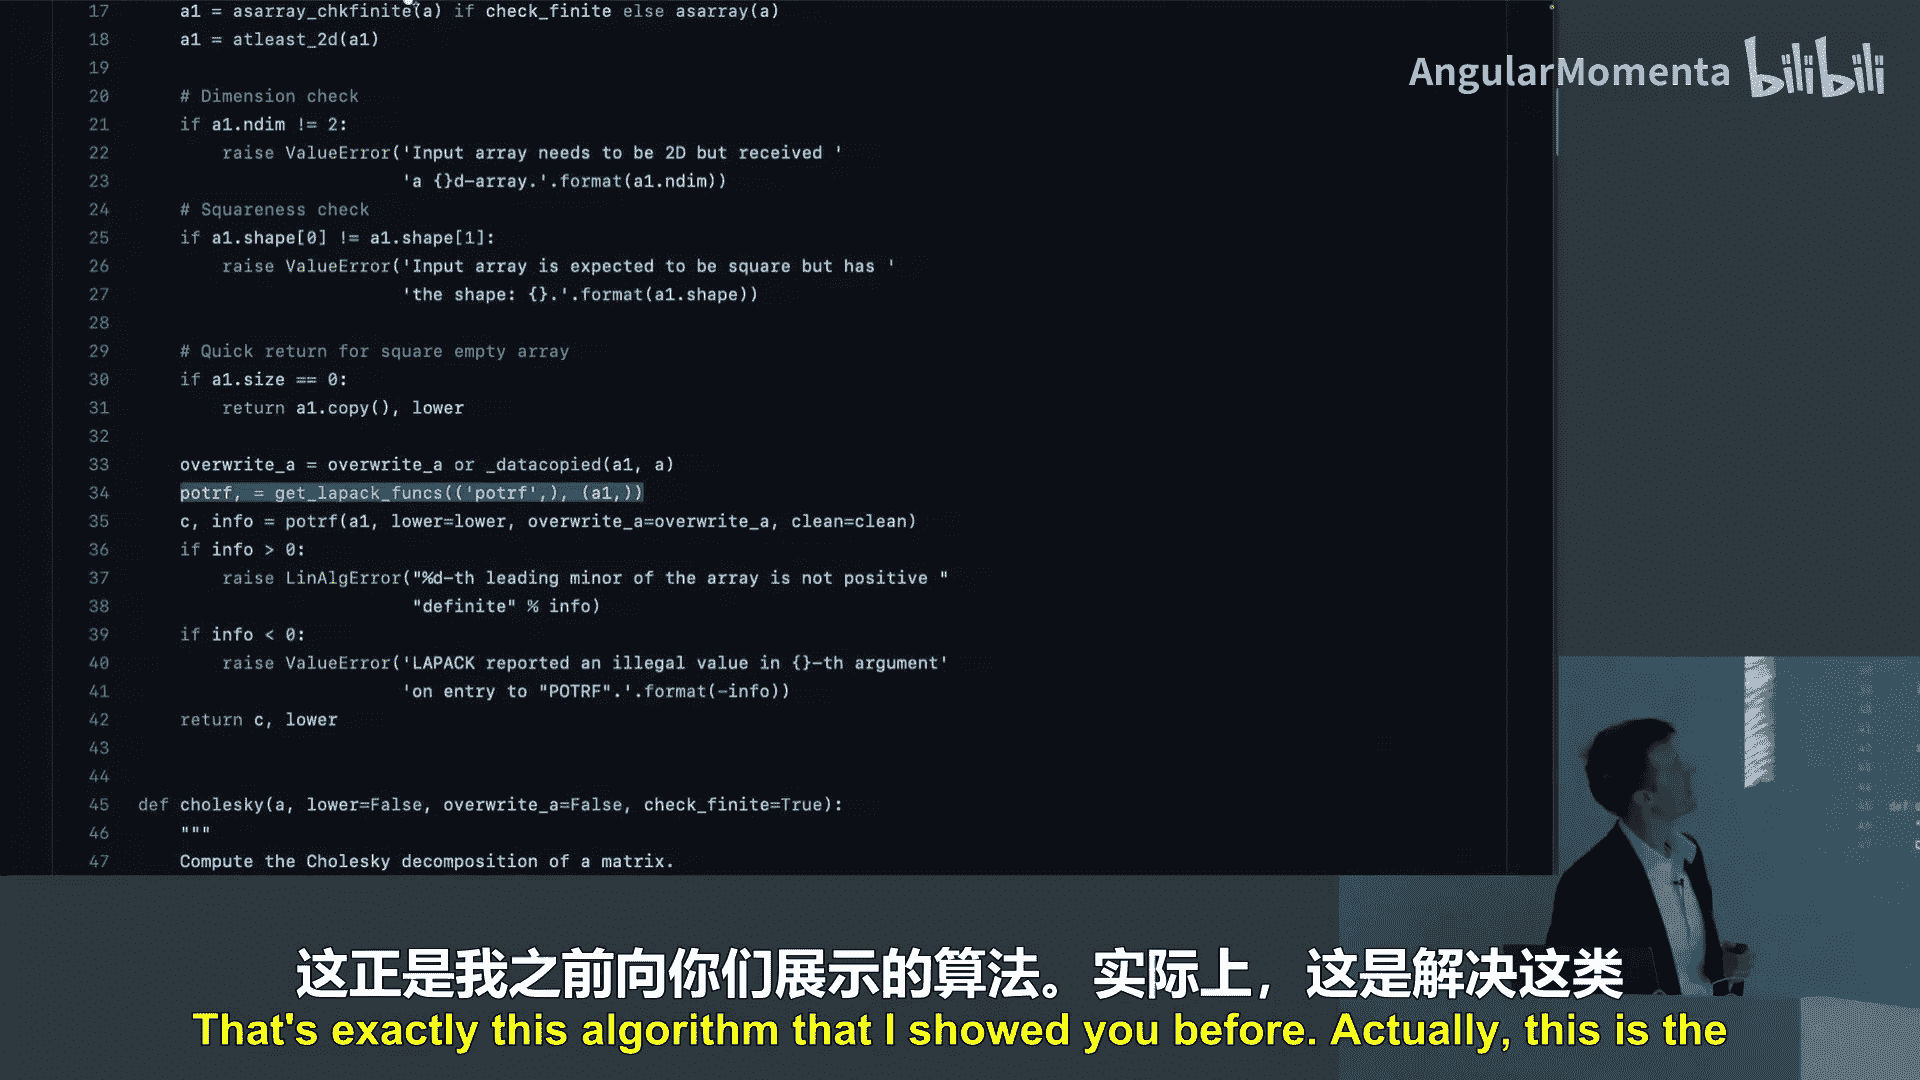 17 a1 = asarray_chkfinite(a) if check_finite else asarray(a)
18 a1 = atleast_2d(a1)
19
20 # Dimension check
21 if a1.ndim != 2:
22 raise ValueError('Input array needs to be 2D but received '
23 'a {}d-array.'.format(a1.ndim))
24 # Squareness check
25 if a1.shape[0] != a1.shape[1]:
26 raise ValueError('Input array is expected to be square but has '
27 'the shape: {}.'.format(a1.shape))
28
29 # Quick return for square empty array
30 if a1.size == 0:
31 return a1.copy(), lower
32
33 overwrite_a = overwrite_a or _datacopied(a1, a)
34 potrf, = get_lapack_funcs(('potrf',), (a1,))
35 c, info = potrf(a1, lower=lower, overwrite_a=overwrite_a, clean=clean)
36 if info > 0:
37 raise LinAlgError("%d-th leading minor of the array is not positive "
38 "definite" % info)
39 if info < 0:
40 raise ValueError('LAPACK reported an illegal value in {}-th argument'
41 'on entry to "POTRF".'.format(-info))
42 return c, lower
43
44
45 def cholesky(a, lower=False, overwrite_a=False, check_finite=True):
46 """
47 Compute the Cholesky decomposition of a matrix.
AngularMomenta bilibili
这正是我之前向你们展示的算法。实际上，这是解决这类
That's exactly this algorithm that I showed you before. Actually, this is the